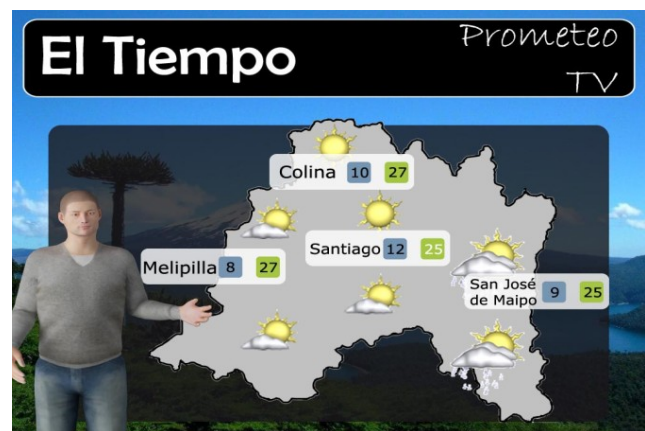 El Tiempo
Prometeo
TV
Colina 10 27
Santiago 12 25
Melipilla 8 27
San José
de Maipo 9 25